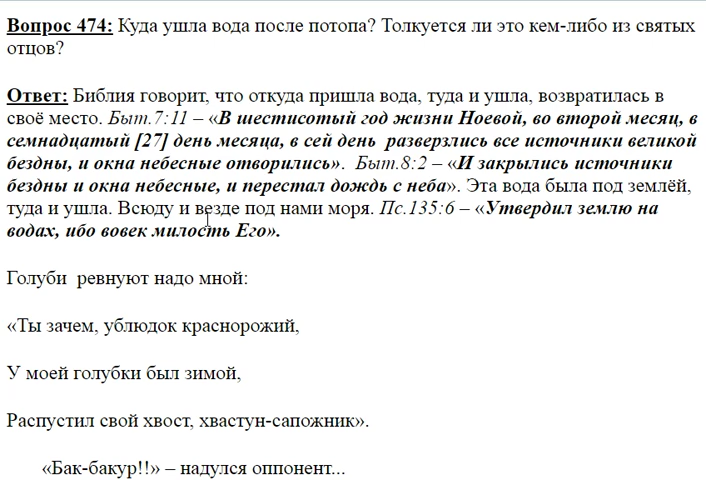 Вопрос 474: Куда ушла вода после потопа? Толкуется ли это кем-либо из святых
отцов?
Ответ: Библия говорит, что откуда пришла вода, туда и ушла, возвратилась в
своё место. Быт.7:11 – «В шестисотый год жизни Ноевой, во второй месяц, в
семнадцатый [27] день месяца, в сей день разверзлись все источники великой
бездны, и окна небесные отворились». Быт.8:2 – «И закрылись источники
бездны и окна небесные, и перестал дождь с неба». Эта вода была под землёй,
туда и ушла. Всюду и везде под нами моря. Пс.135:6 – «Утвердил землю на
водах, ибо вовек милость Его».
Голуби ревнуют надо мной:
«Ты зачем, ублюдок краснорожий,
У моей голубки был зимой,
Распустил свой хвост, хвастун-сапожник».
«Бак-бакур!!» – надулся оппонент...